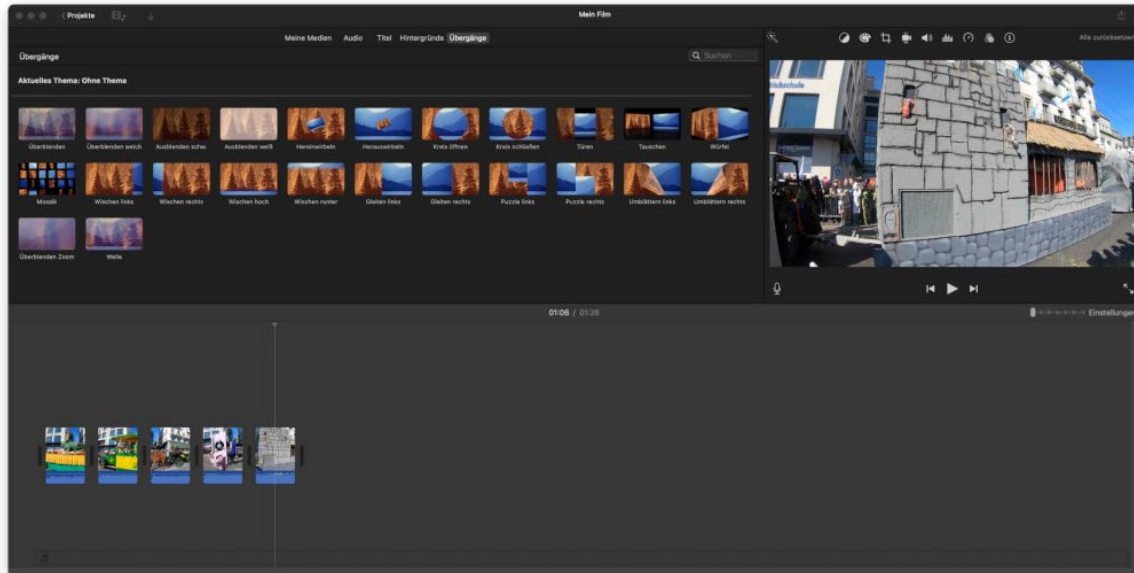 Projekte
Mein Film
Meine Medien Audio Titel Hintergründe Übergänge
Alle zurücksetzen
Übergänge
Suchen
Aktuelles Thema: Ohne Thema
Überblenden Überblenden weich Ausblenden schw. Ausblenden weiß Hereinwirbeln Herauswirbeln Kreis öffnen Kreis schließen Türen Tauschen Würfel
Mosaik Wischen links Wischen rechts Wischen hoch Wischen runter Gleiten links Gleiten rechts Puzzle links Puzzle rechts Umblättern links Umblättern rechts
Überblenden Zoom Welle
01:06 / 01:26
Einstellungen